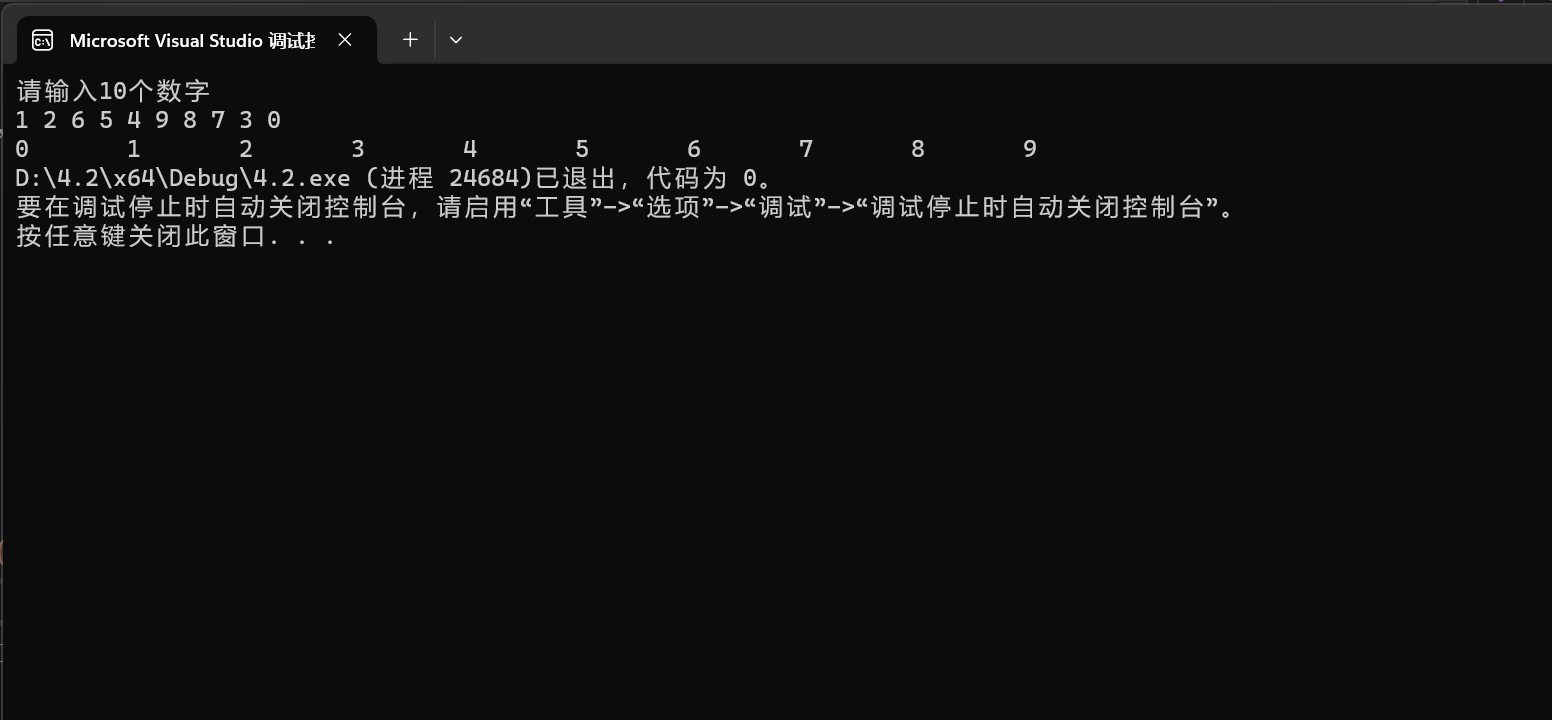 Microsoft Visual Studio 调试
请输入10个数字
1 2 6 5 4 9 8 7 3 0
0 1 2 3 4 5 6 7 8 9
D:\4.2\x64\Debug\4.2.exe (进程 24684)已退出，代码为 0。
要在调试停止时自动关闭控制台，请启用“工具”->“选项”->“调试”->“调试停止时自动关闭控制台”。
按任意键关闭此窗口. . .